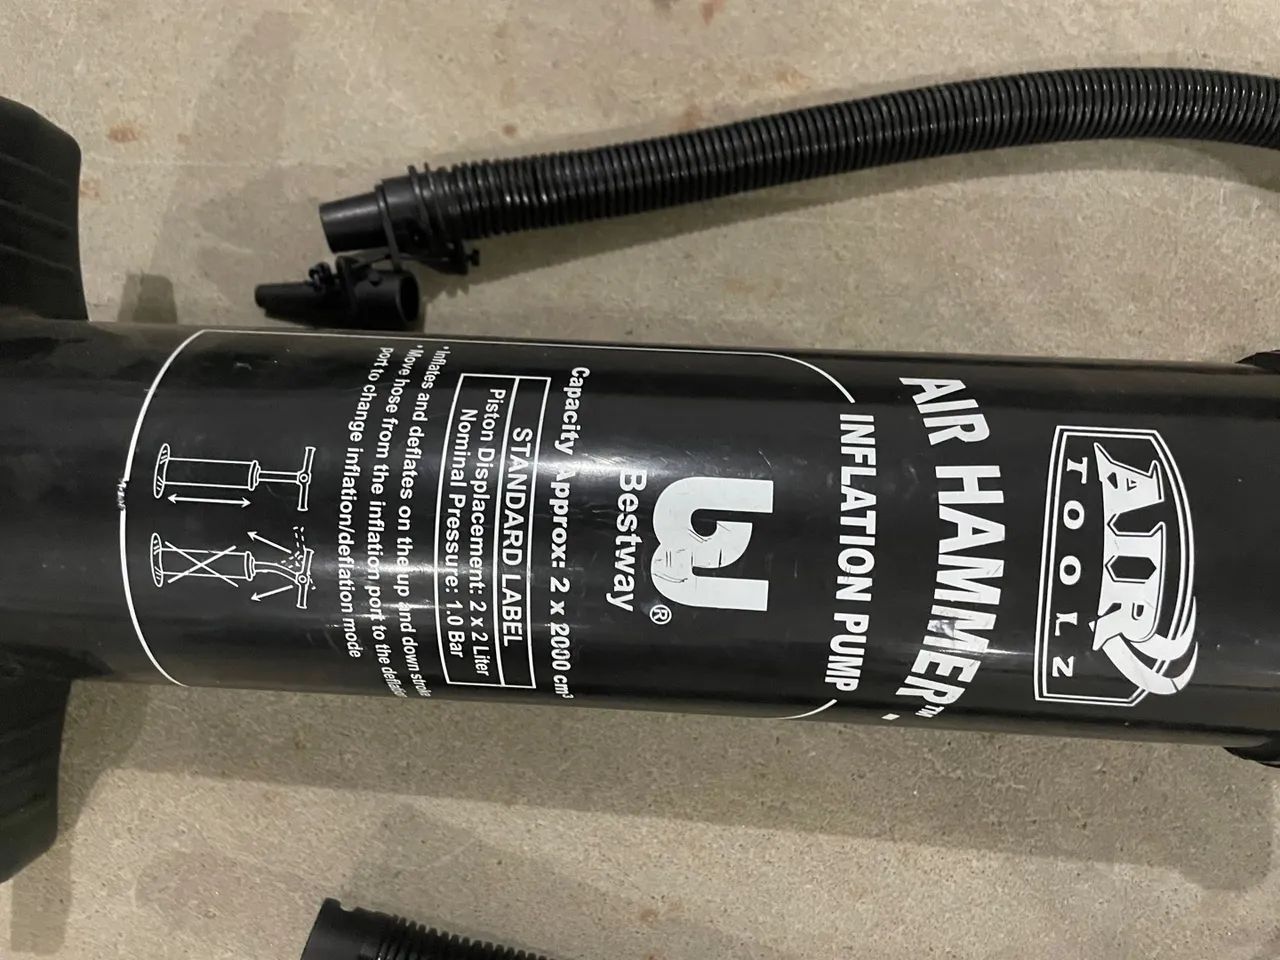 AIR
TOOLZ
AIR HAMMER™
INFLATION PUMP
Bestway®
Capacity Approx: 2 x 2000 cm³
STANDARD LABEL
Piston Displacement: 2 x 2 Liter
Nominal Pressure: 1.0 Bar
*Inflates and deflates on the up and down stroke
*Move hose from the inflation port to the
port to change inflation/deflation mode